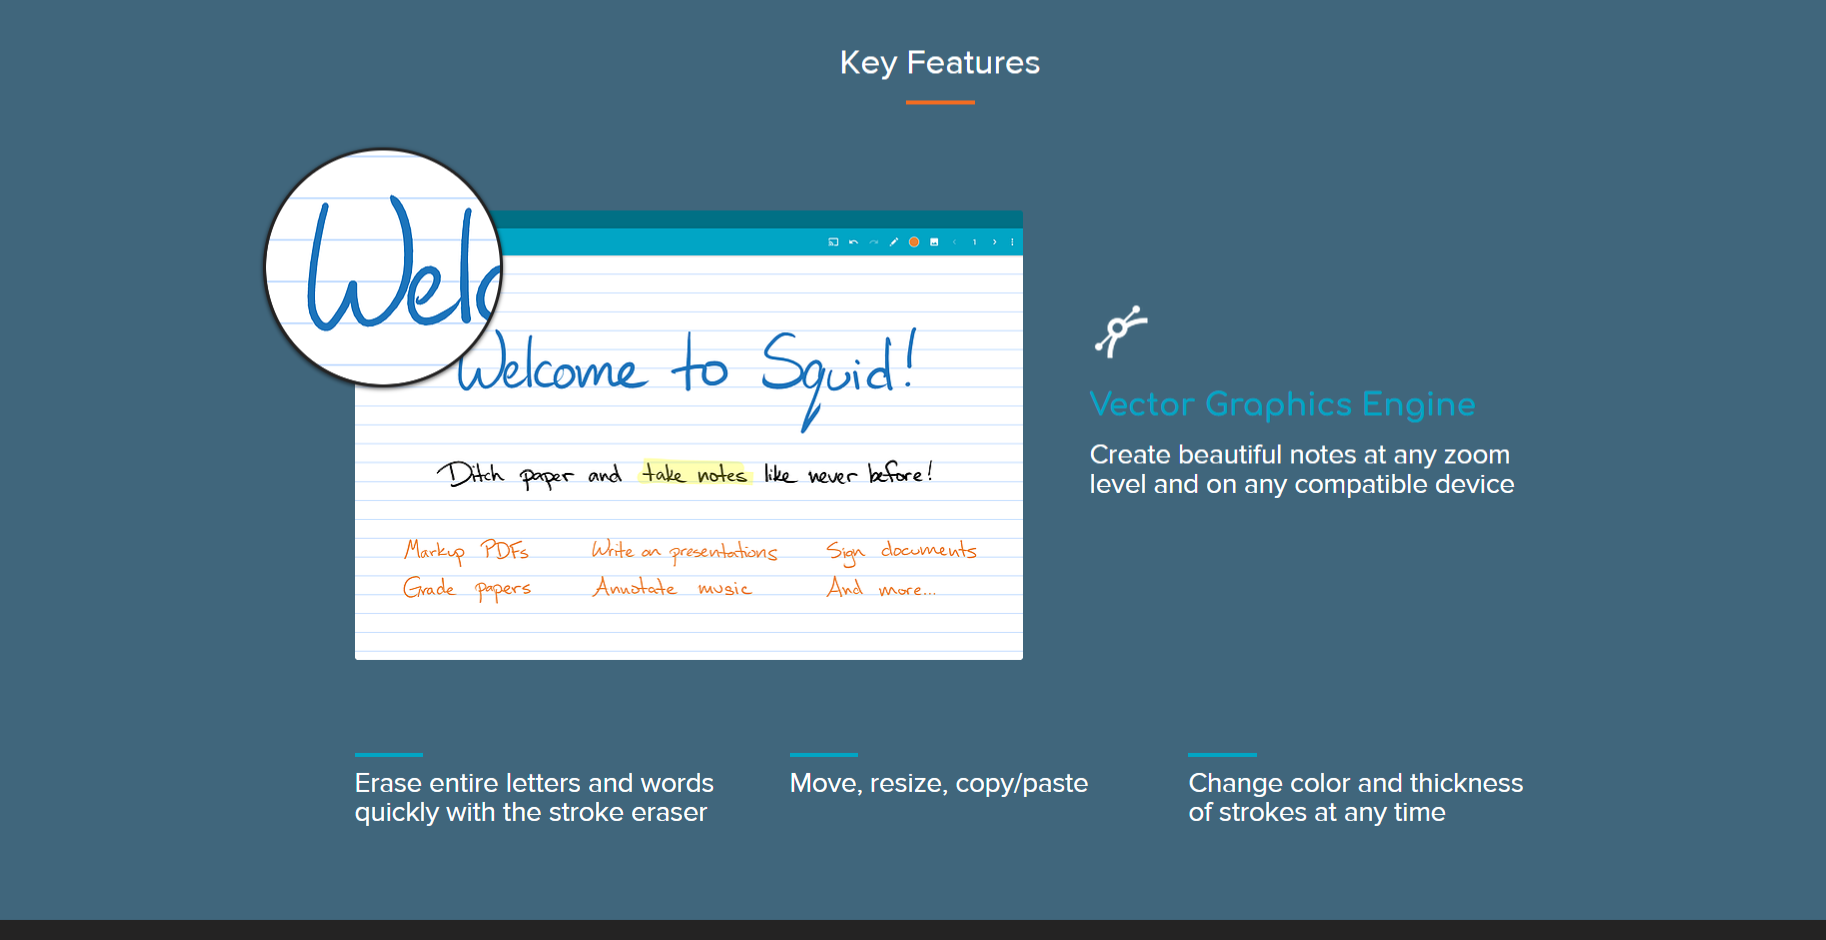 Key Features
Welc
Welcome to Squid!
Ditch paper and take notes like never before!
Markup PDFs Write on presentations Sign documents
Grade papers Annotate music And more...
Vector Graphics Engine
Create beautiful notes at any zoom
level and on any compatible device
Erase entire letters and words
quickly with the stroke eraser
Move, resize, copy/paste
Change color and thickness
of strokes at any time